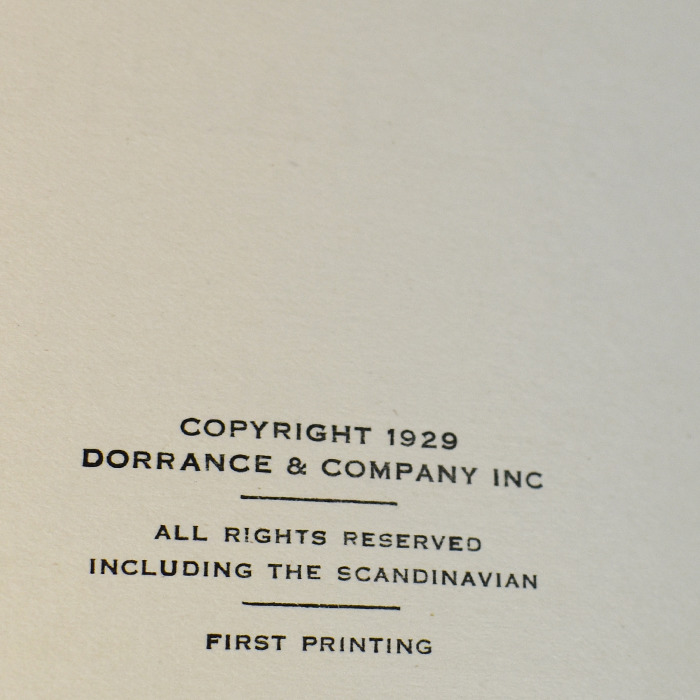 COPYRIGHT 1929
DORRANCE & COMPANY INC
ALL RIGHTS RESERVED
INCLUDING THE SCANDINAVIAN
FIRST PRINTING